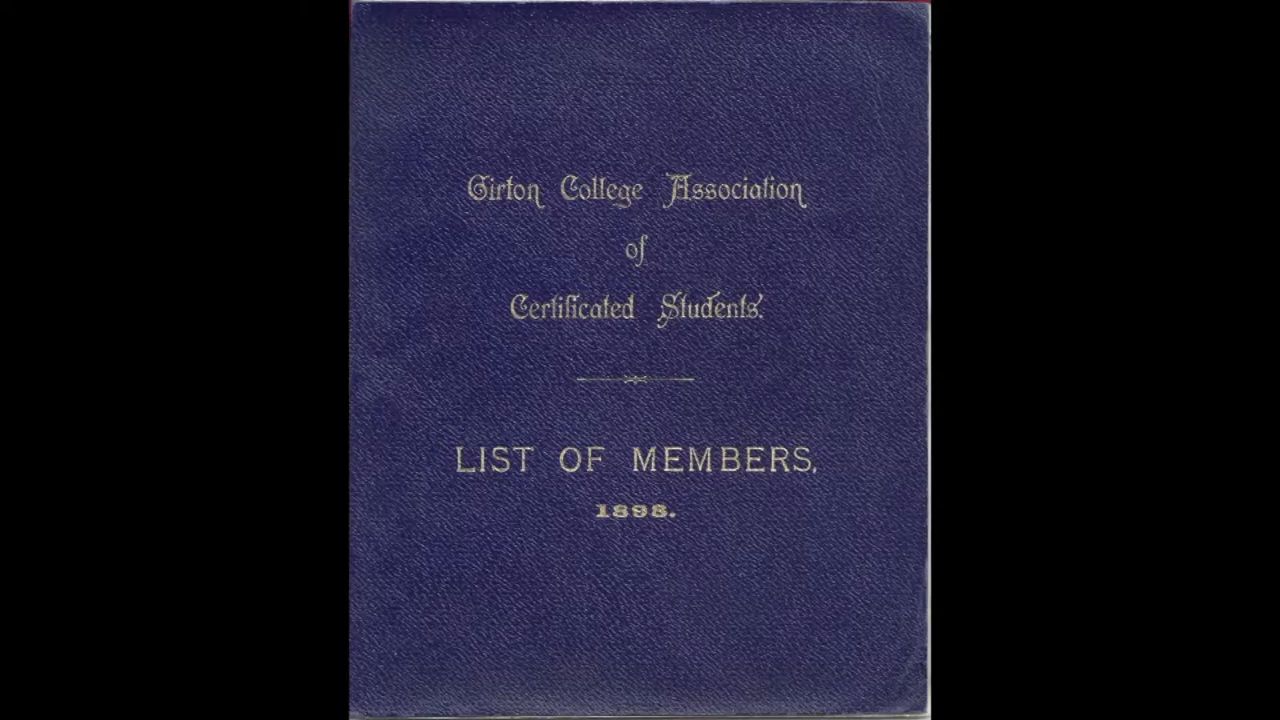 Girton College Association
of
Certificated Students.
LIST OF MEMBERS.
1898.